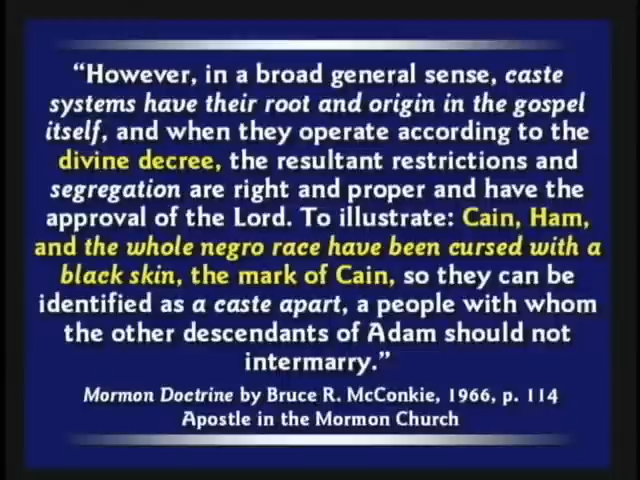 “However, in a broad general sense, caste
systems have their root and origin in the gospel
itself, and when they operate according to the
divine decree, the resultant restrictions and
segregation are right and proper and have the
approval of the Lord. To illustrate: Cain, Ham,
and the whole negro race have been cursed with a
black skin, the mark of Cain, so they can be
identified as a caste apart, a people with whom
the other descendants of Adam should not
intermarry.”
Mormon Doctrine by Bruce R. McConkie, 1966, p. 114
Apostle in the Mormon Church